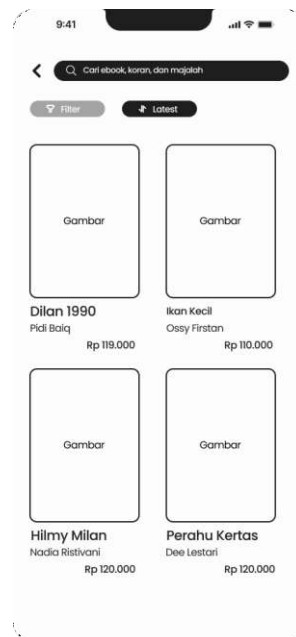 9:41
Cari ebook, koran, dan majalah
Filter
Latest
Gambar
Gambar
Dilan 1990
Pidi Baiq
Rp 119.000
Ikan Kecil
Ossy Firstan
Rp 110.000
Gambar
Gambar
Hilmy Milan
Nadia Ristivani
Rp 120.000
Perahu Kertas
Dee Lestari
Rp 120.000